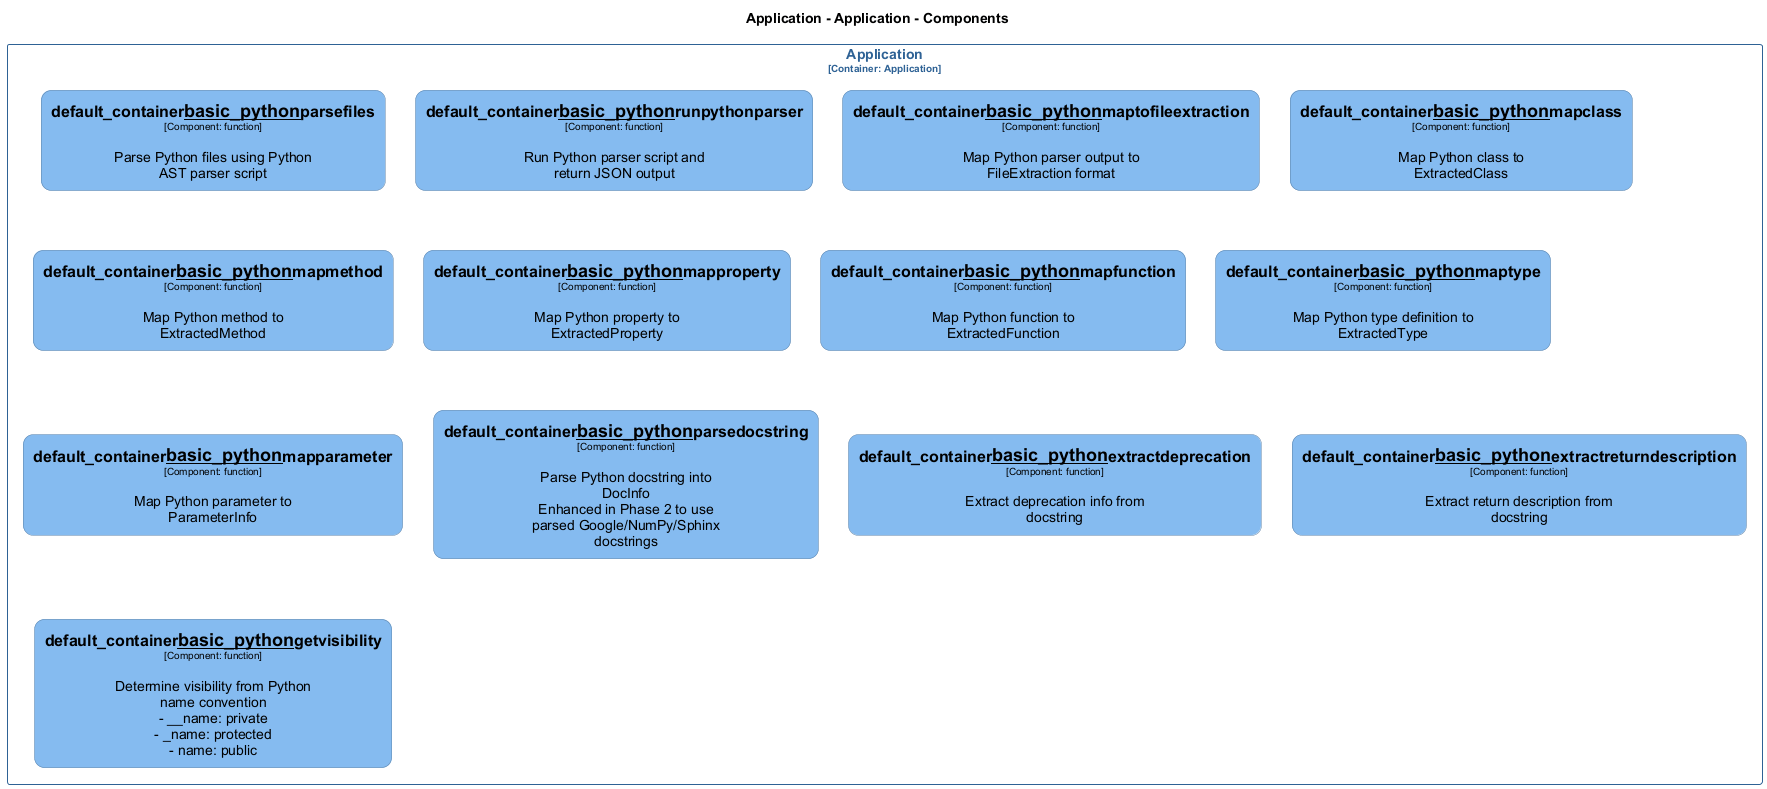 Application - Application - Components
Application
[Container: Application]
default_containerbasic_pythonparsefiles
[Component: function]
Parse Python files using Python
AST parser script
default_containerbasic_pythonrunpythonparser
[Component: function]
Run Python parser script and
return JSON output
default_containerbasic_pythonmaptofileextraction
[Component: function]
Map Python parser output to
FileExtraction format
default_containerbasic_pythonmapclass
[Component: function]
Map Python class to
ExtractedClass
default_containerbasic_pythonmapmethod
[Component: function]
Map Python method to
ExtractedMethod
default_containerbasic_pythonmapproperty
[Component: function]
Map Python property to
ExtractedProperty
default_containerbasic_pythonmapfunction
[Component: function]
Map Python function to
ExtractedFunction
default_containerbasic_pythonmaptype
[Component: function]
Map Python type definition to
ExtractedType
default_containerbasic_pythonmapparameter
[Component: function]
Map Python parameter to
ParameterInfo
default_containerbasic_pythonparsedocstring
[Component: function]
Parse Python docstring into
DocInfo
Enhanced in Phase 2 to use
parsed Google/NumPy/Sphinx
docstrings
default_containerbasic_pythonextractdeprecation
[Component: function]
Extract deprecation info from
docstring
default_containerbasic_pythonextractreturndescription
[Component: function]
Extract return description from
docstring
default_containerbasic_pythongetvisibility
[Component: function]
Determine visibility from Python
name convention
- __name: private
- _name: protected
- name: public